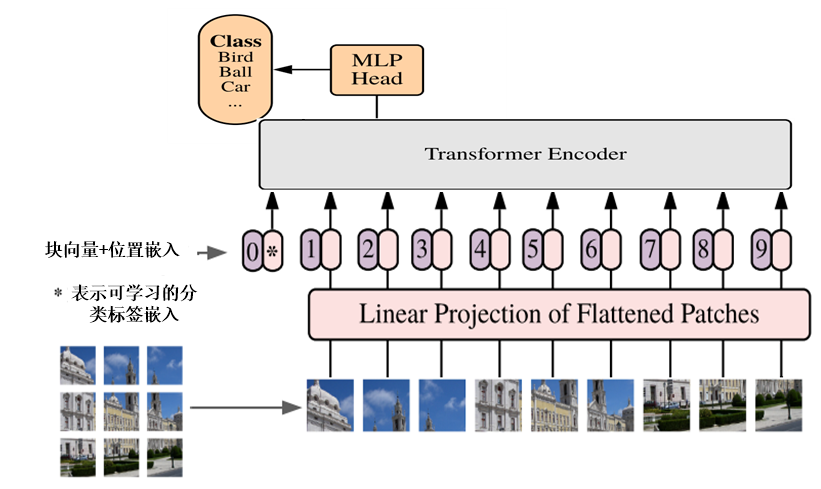 Class
Bird
Ball
Car
...
MLP
Head
Transformer Encoder
块向量+位置嵌入
0 * 1 2 3 4 5 6 7 8 9
* 表示可学习的分
类标签嵌入
Linear Projection of Flattened Patches